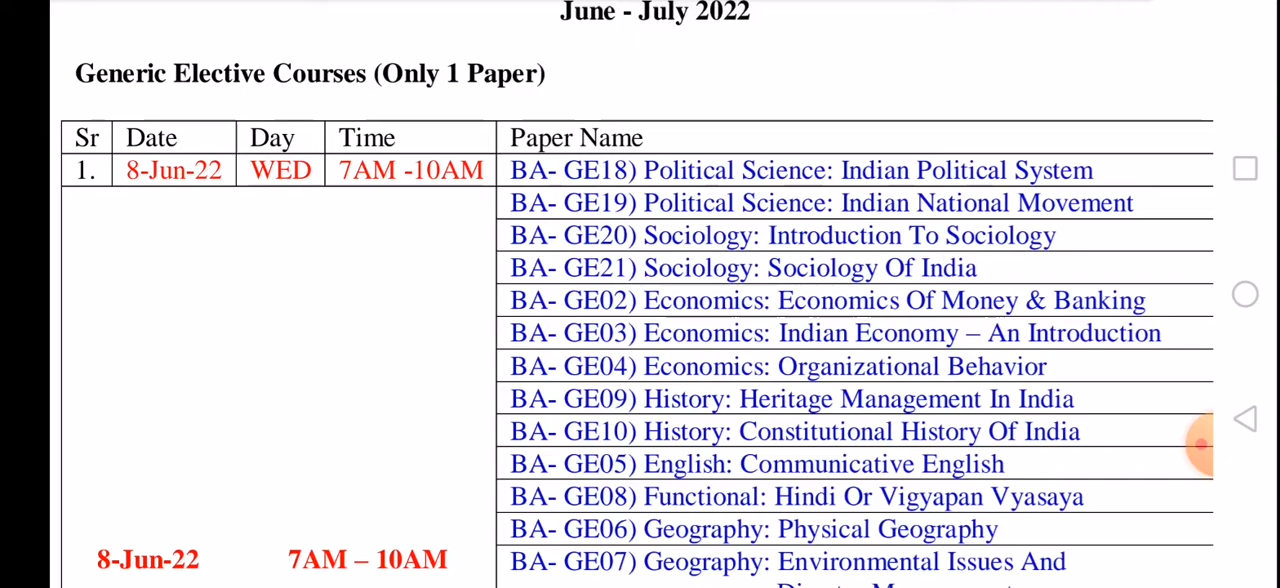 June - July 2022
Generic Elective Courses (Only 1 Paper)
Sr Date Day Time Paper Name
1. 8-Jun-22 WED 7AM -10AM BA- GE18) Political Science: Indian Political System
BA- GE19) Political Science: Indian National Movement
BA- GE20) Sociology: Introduction To Sociology
BA- GE21) Sociology: Sociology Of India
BA- GE02) Economics: Economics Of Money & Banking
BA- GE03) Economics: Indian Economy – An Introduction
BA- GE04) Economics: Organizational Behavior
BA- GE09) History: Heritage Management In India
BA- GE10) History: Constitutional History Of India
BA- GE05) English: Communicative English
BA- GE08) Functional: Hindi Or Vigyapan Vyasaya
BA- GE06) Geography: Physical Geography
8-Jun-22 7AM – 10AM BA- GE07) Geography: Environmental Issues And